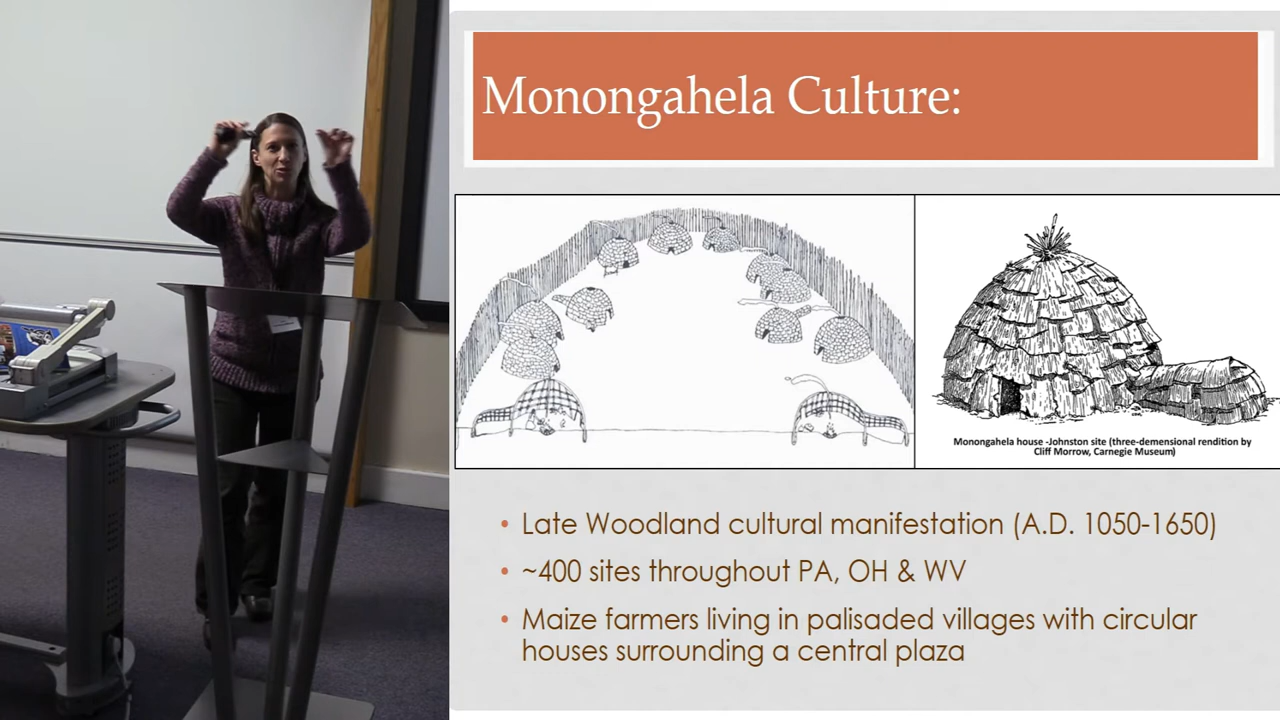 Monongahela Culture:
Monongahela house -Johnston site (three-demensional rendition by
Cliff Morrow, Carnegie Museum)
• Late Woodland cultural manifestation (A.D. 1050-1650)
• ~400 sites throughout PA, OH & WV
• Maize farmers living in palisaded villages with circular
houses surrounding a central plaza